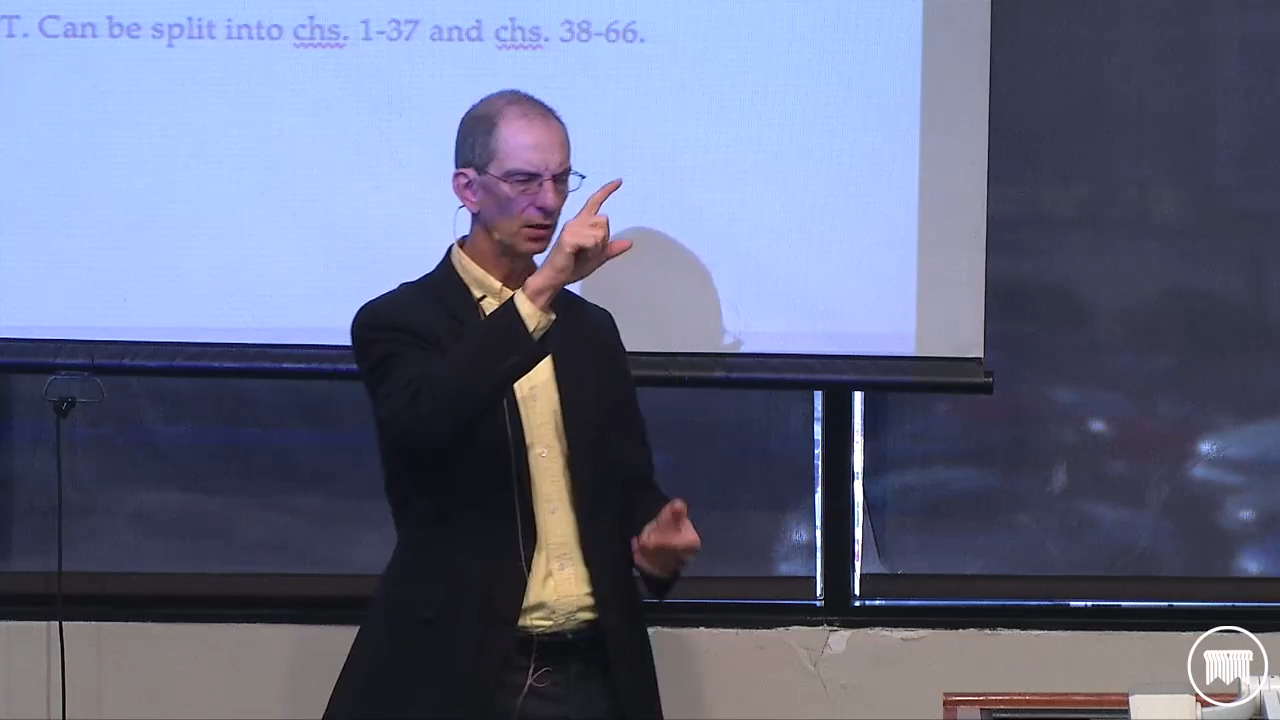 T. Can be split into chs. 1-37 and chs. 38-66.